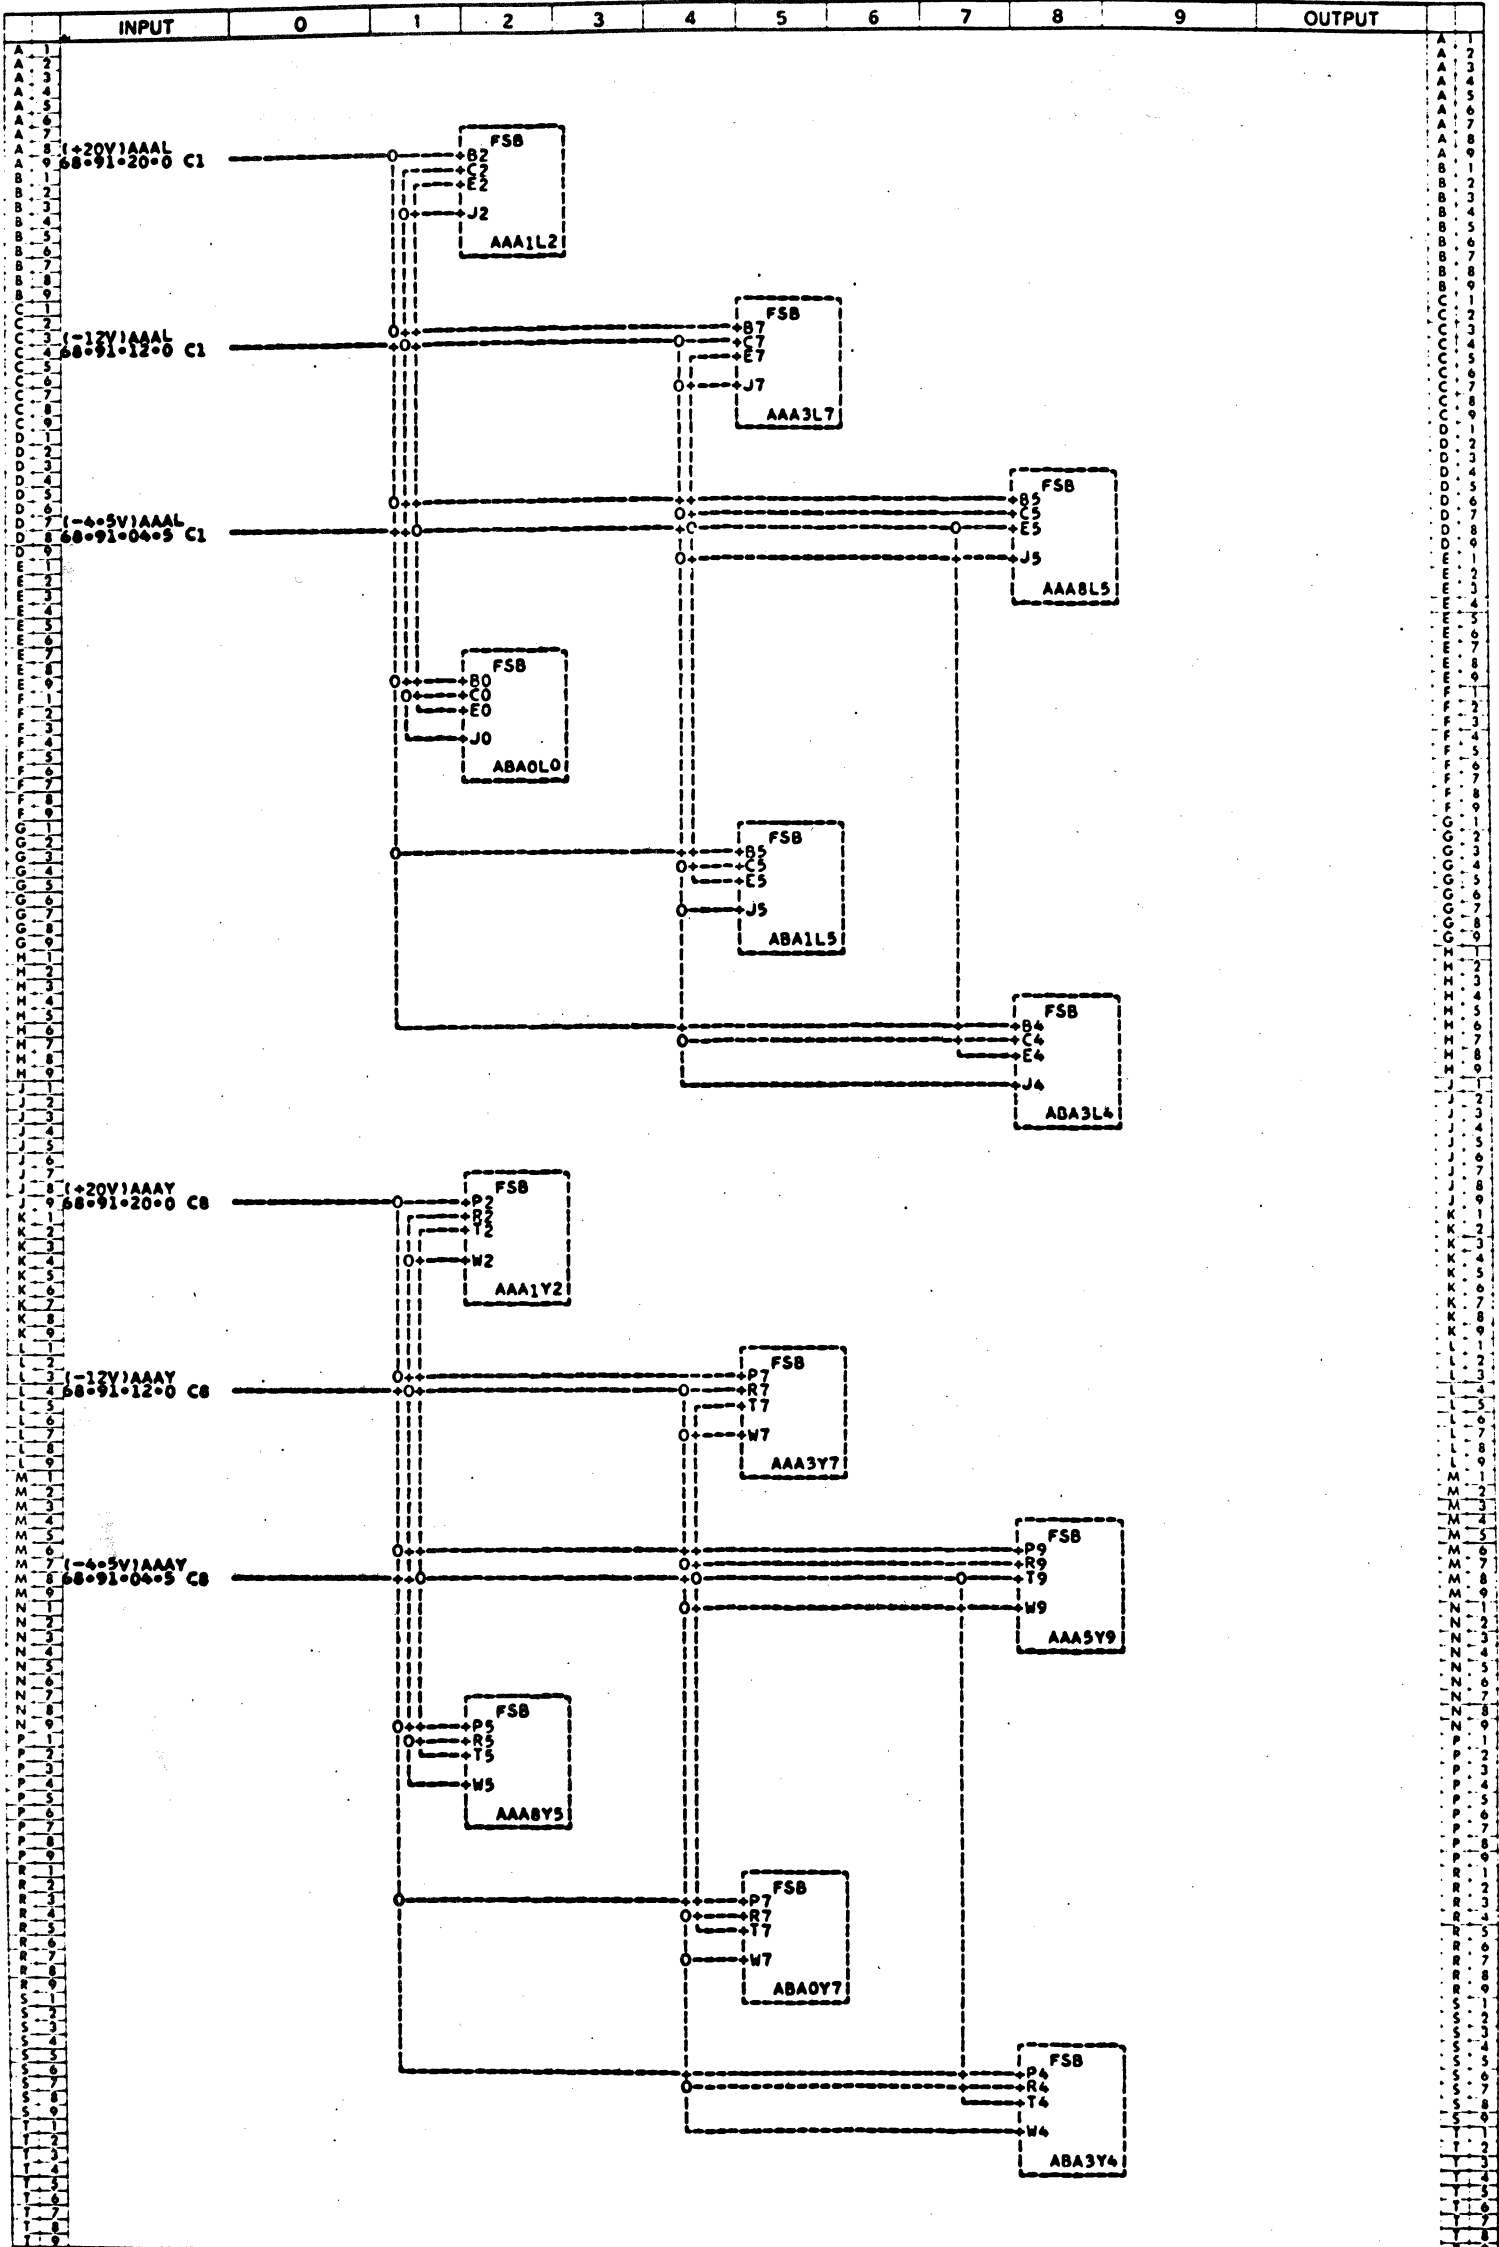 INPUT 0 1 2 3 4 5 6 7 8 9 OUTPUT
(+20V)AAAL
68•91•20•0 C1
FSB
B2
C2
E2
J2
AAA1L2
(-12V)AAAL
68•91•12•0 C1
FSB
B7
C7
E7
J7
AAA3L7
(-4•5V)AAAL
68•91•04•5 C1
FSB
B5
C5
E5
J5
AAA8L5
FSB
B0
C0
E0
J0
ABA0L0
FSB
B5
C5
E5
J5
ABA1L5
FSB
B4
C4
E4
J4
ABA3L4
(+20V)AAAY
68•91•20•0 C8
FSB
P2
R2
T2
W2
AAA1Y2
(-12V)AAAY
68•91•12•0 C8
FSB
P7
R7
T7
W7
AAA3Y7
(-4•5V)AAAY
68•91•04•5 C8
FSB
P9
R9
T9
W9
AAA5Y9
FSB
P5
R5
T5
W5
AAA8Y5
FSB
P7
R7
T7
W7
ABA0Y7
FSB
P4
R4
T4
W4
ABA3Y4